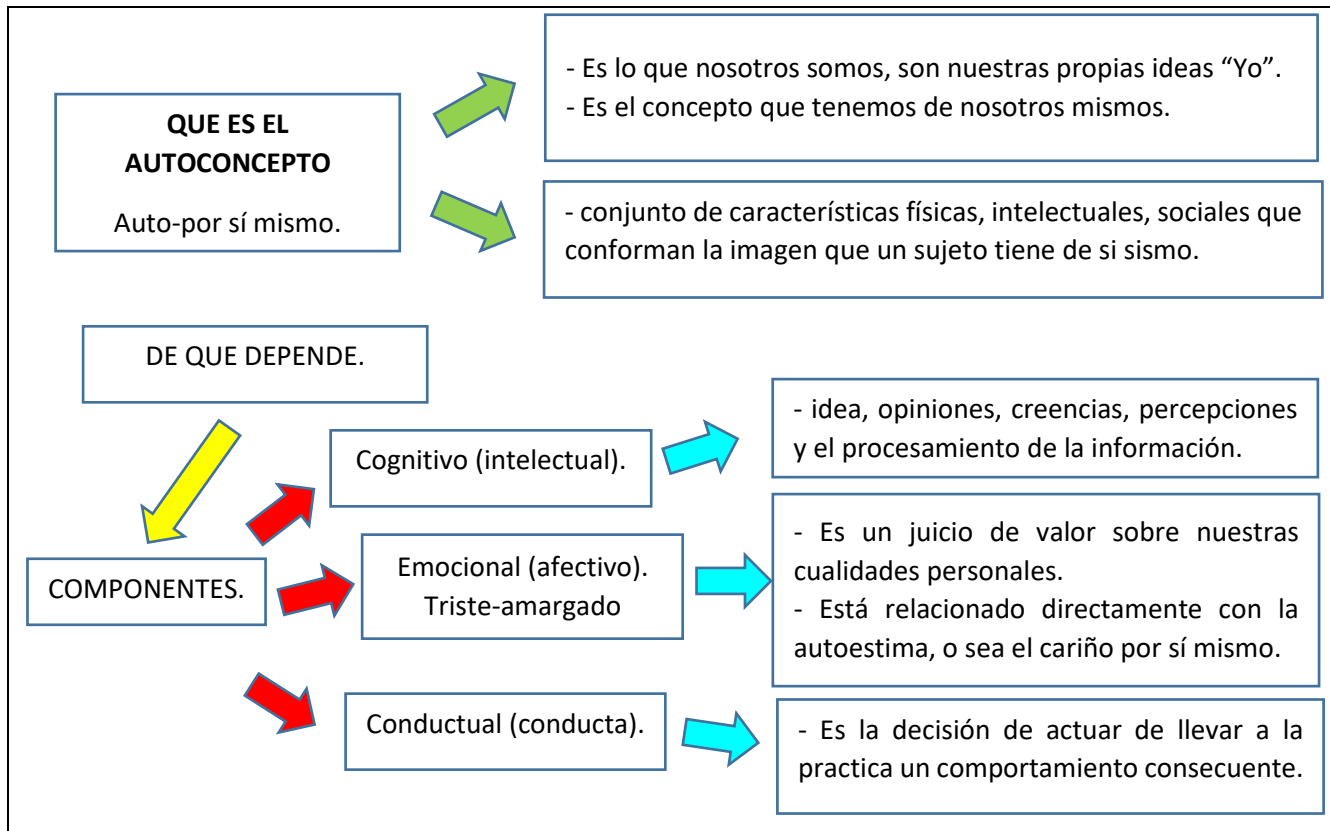 QUE ES EL
AUTOCONCEPTO
Auto-por sí mismo.
- Es lo que nosotros somos, son nuestras propias ideas “Yo”.
- Es el concepto que tenemos de nosotros mismos.
- conjunto de características físicas, intelectuales, sociales que
conforman la imagen que un sujeto tiene de si sismo.
DE QUE DEPENDE.
COMPONENTES.
Cognitivo (intelectual).
- idea, opiniones, creencias, percepciones
y el procesamiento de la información.
Emocional (afectivo).
Triste-amargado
- Es un juicio de valor sobre nuestras
cualidades personales.
- Está relacionado directamente con la
autoestima, o sea el cariño por sí mismo.
Conductual (conducta).
- Es la decisión de actuar de llevar a la
practica un comportamiento consecuente.